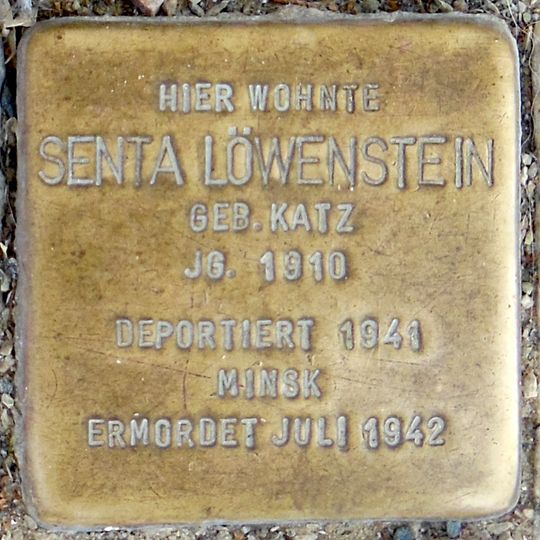 HIER WOHNTE
SENTA LÖWENSTEIN
GEB. KATZ
JG. 1910
DEPORTIERT 1941
MINSK
ERMORDET JULI 1942